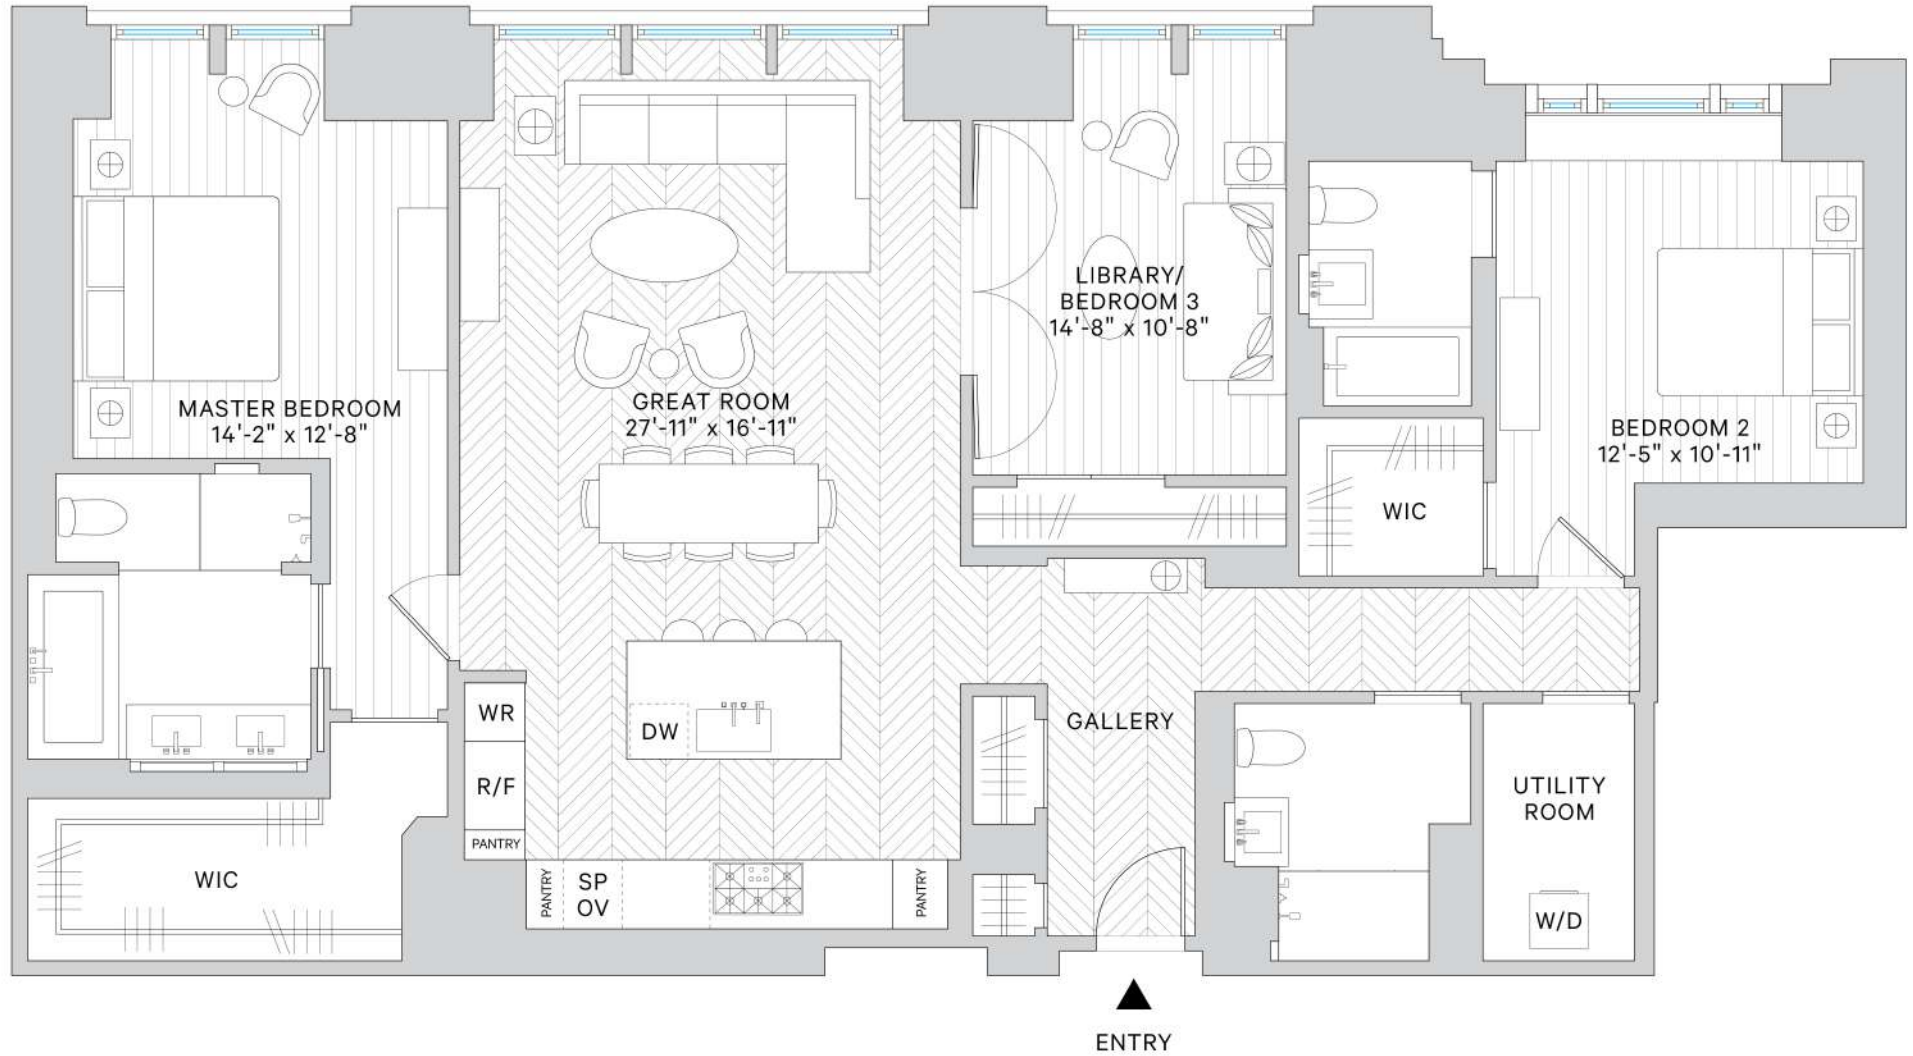 LIBRARY/
BEDROOM 3
14'-8" x 10'-8"
MASTER BEDROOM
14'-2" x 12'-8"
GREAT ROOM
27'-11" x 16'-11"
BEDROOM 2
12'-5" x 10'-11"
WIC
WR
DW
GALLERY
R/F
UTILITY
ROOM
PANTRY
WIC
PANTRY
SP
OV
PANTRY
W/D
ENTRY